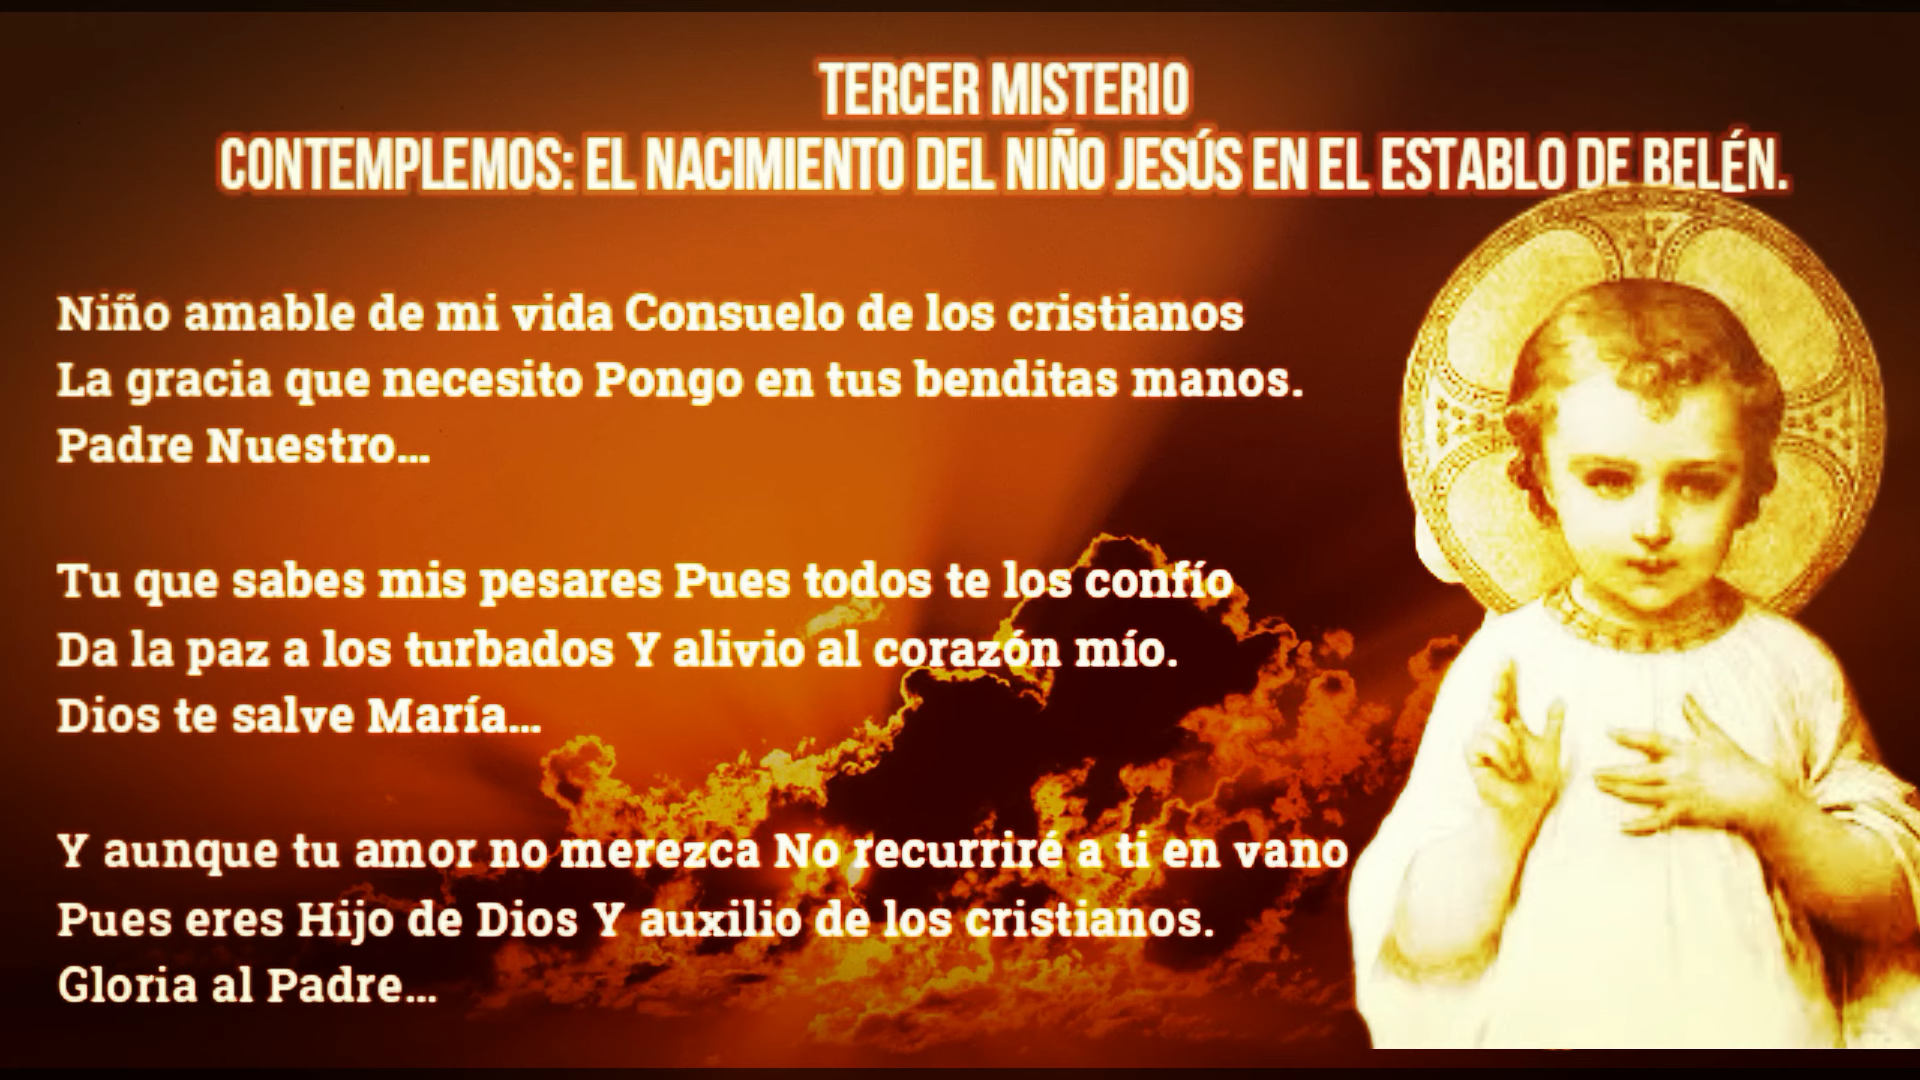 TERCER MISTERIO
CONTEMPLEMOS: EL NACIMIENTO DEL NIÑO JESÚS EN EL ESTABLO DE BELÉN.
Niño amable de mi vida Consuelo de los cristianos
La gracia que necesito Pongo en tus benditas manos.
Padre Nuestro...
Tu que sabes mis pesares Pues todos te los confío
Da la paz a los turbados Y alivio al corazón mío.
Dios te salve María...
Y aunque tu amor no merezca No recurriré a ti en vano
Pues eres Hijo de Dios Y auxilio de los cristianos.
Gloria al Padre...